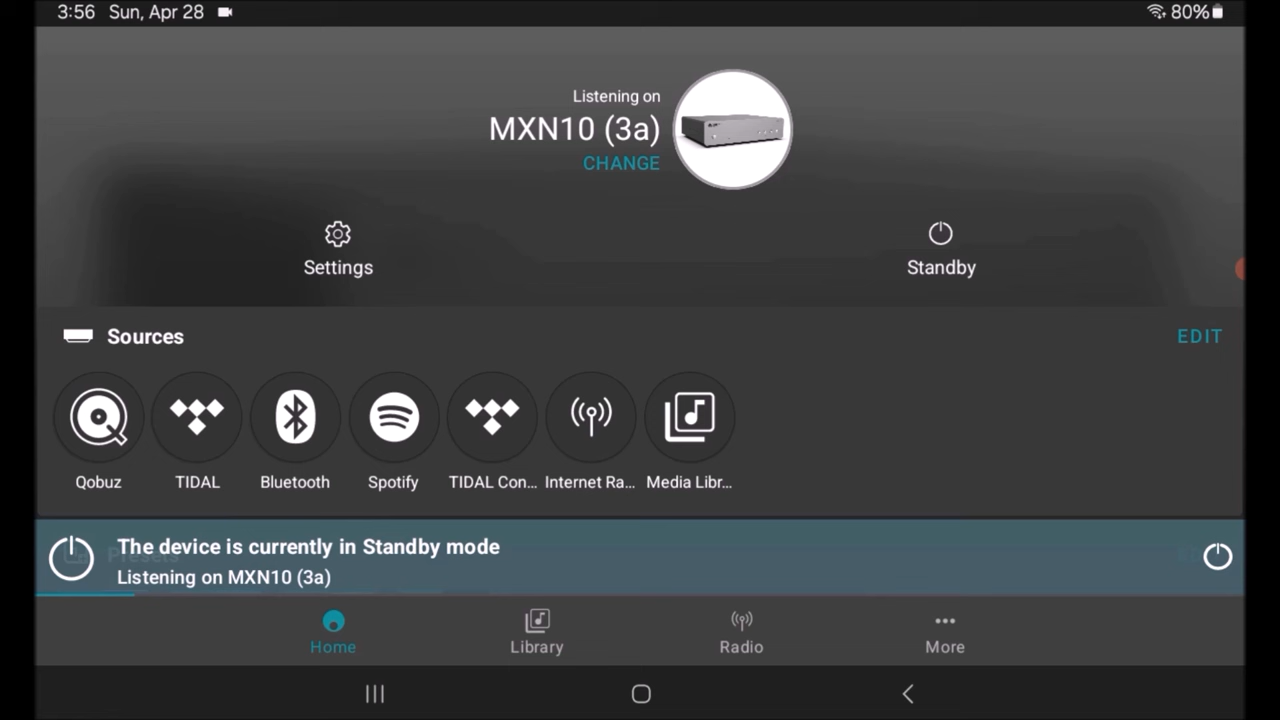 3:56 Sun, Apr 28
80%
Listening on
MXN10 (3a)
CHANGE
Settings
Standby
Sources
EDIT
Qobuz
TIDAL
Bluetooth
Spotify
TIDAL Con...
Internet Ra...
Media Libr...
Presets
The device is currently in Standby mode
Listening on MXN10 (3a)
Home
Library
Radio
More